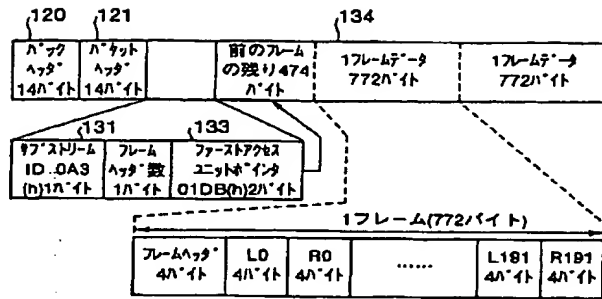 120
121
134
パック
ヘッダ
14バイト
パケット
ヘッダ
14バイト
前のフレーム
の残り474
バイト
1フレームデータ
772バイト
1フレームデータ
772バイト
131
133
サブストリーム
ID..0A3
(h)1バイト
フレーム
ヘッダ数
1バイト
ファーストアクセス
ユニットポインタ
01DB(h)2バイト
1フレーム(772バイト)
フレームヘッダ
4バイト
L0
4バイト
R0
4バイト
……
L191
4バイト
R191
4バイト